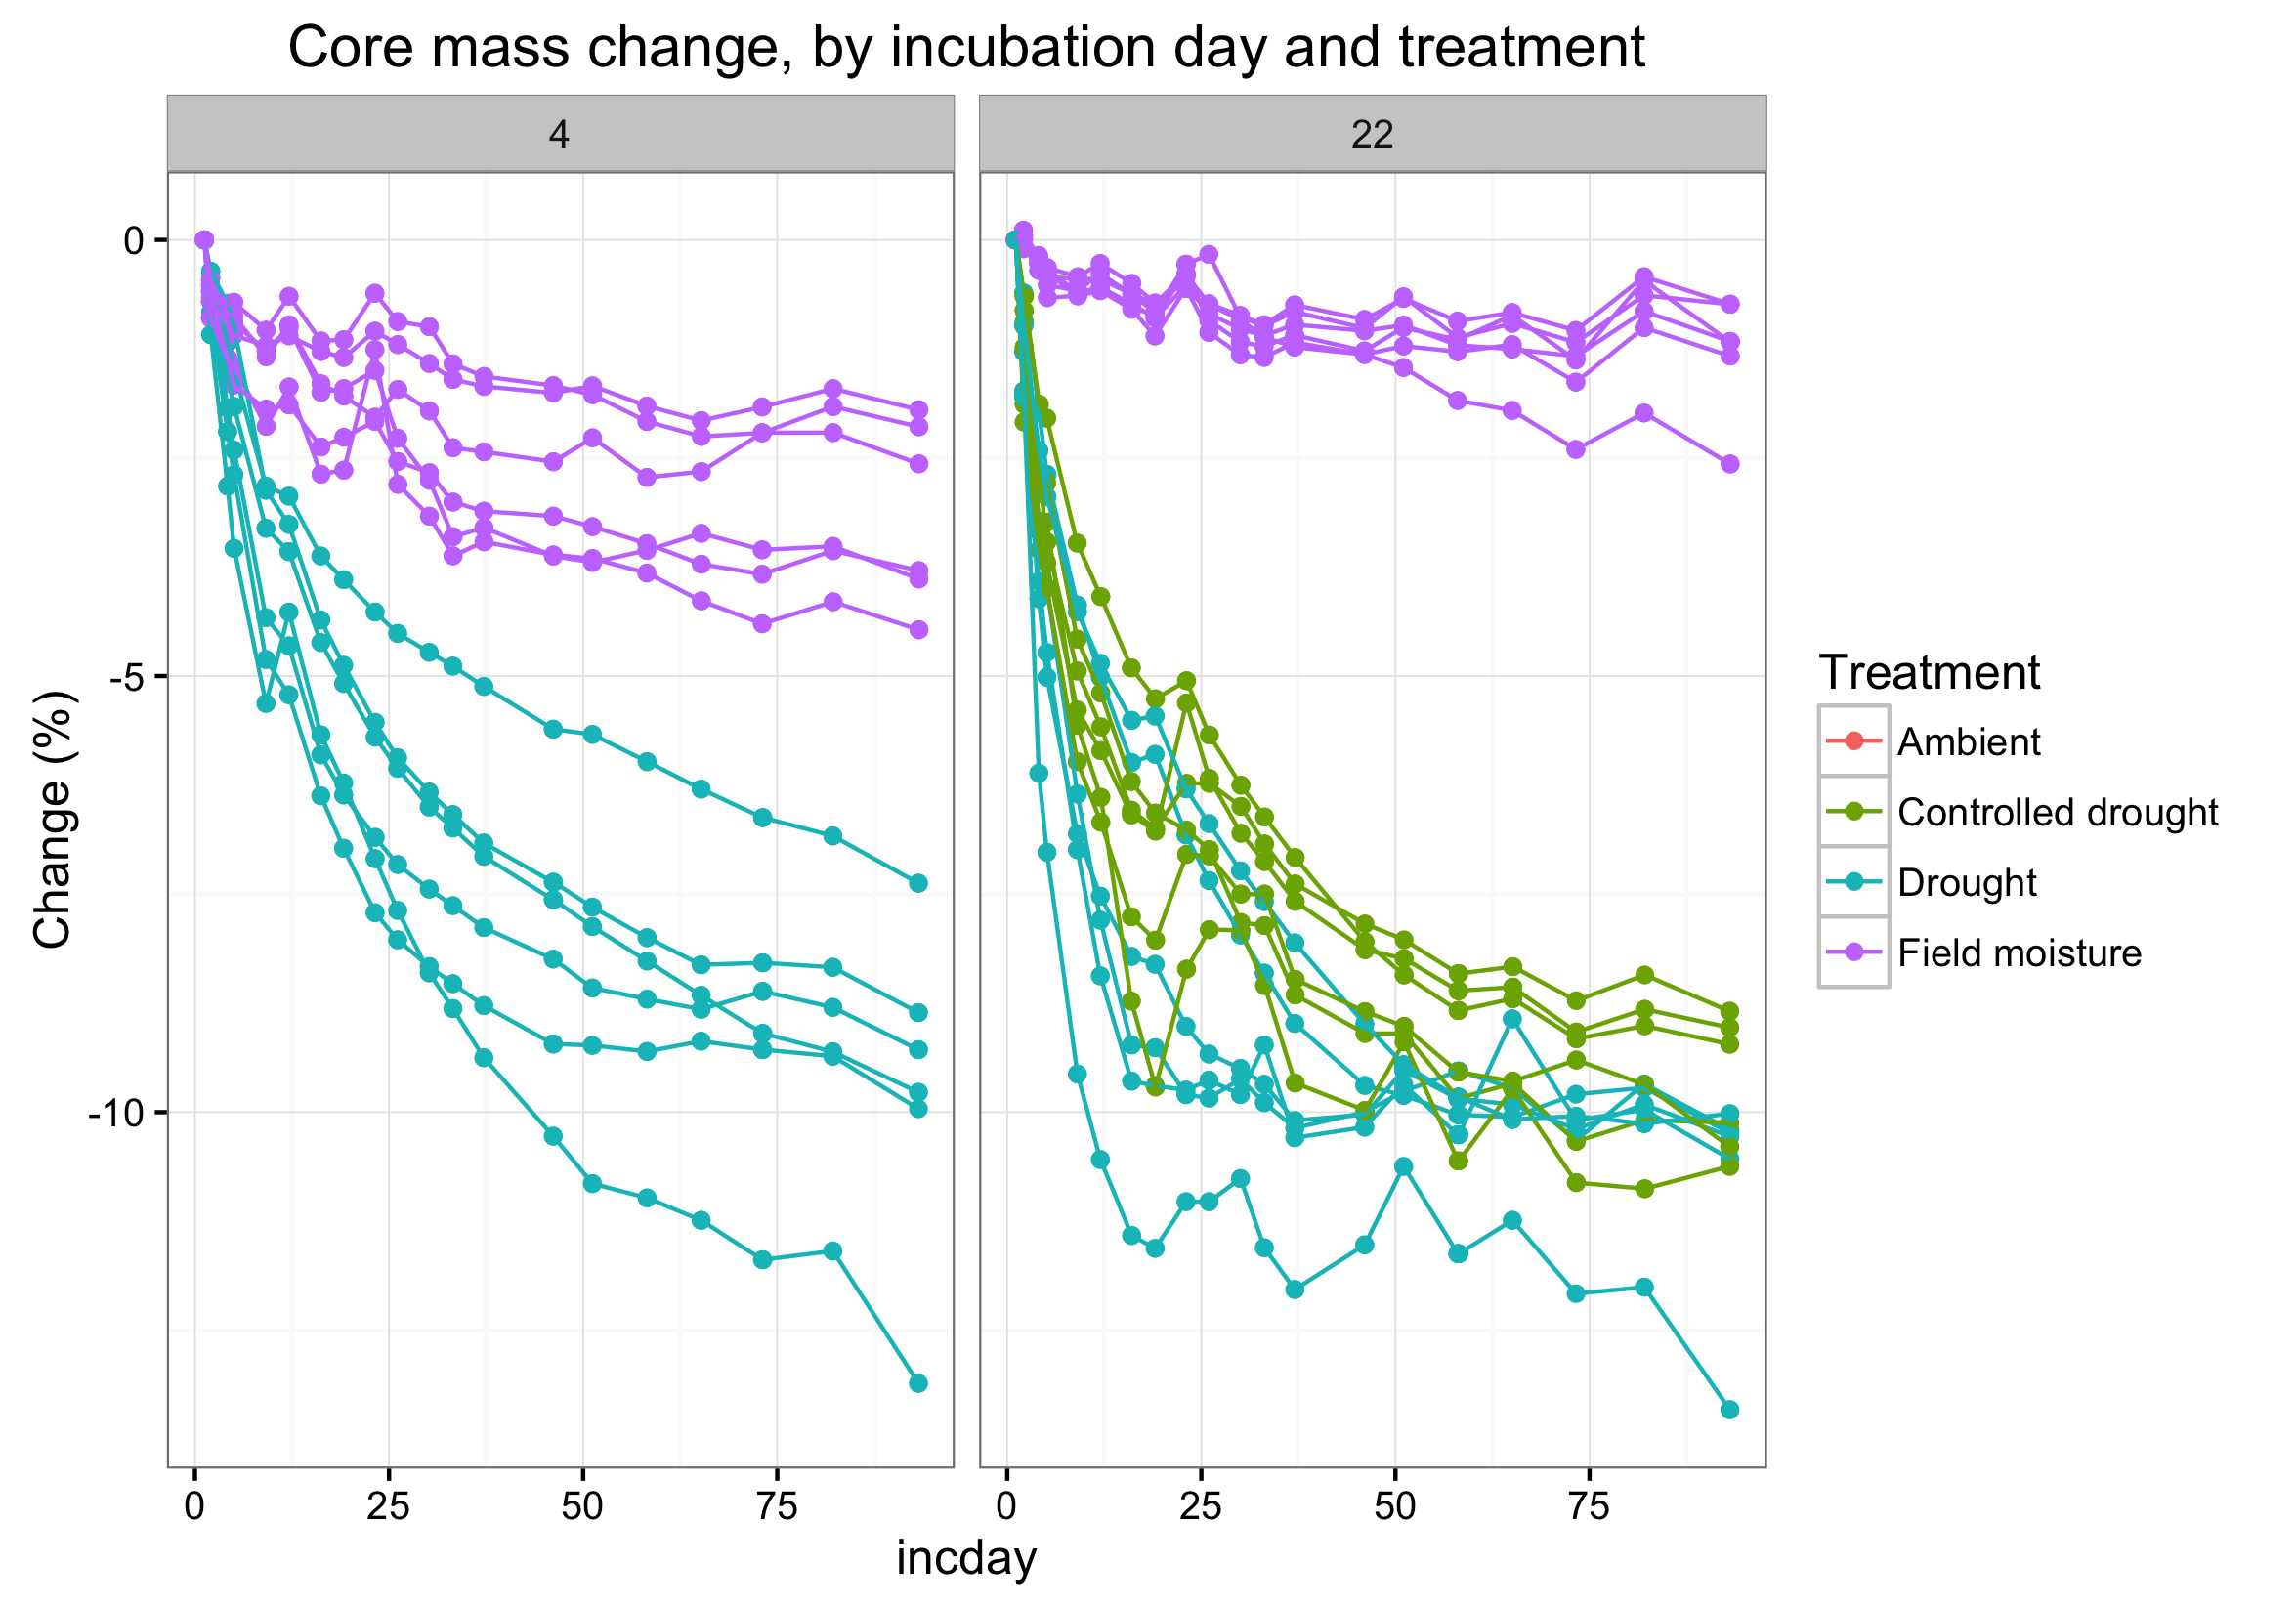 Core mass change, by incubation day and treatment
4
22
0
-5
-10
Change (%)
0
25
50
75
0
25
50
75
incday
Treatment
Ambient
Controlled drought
Drought
Field moisture